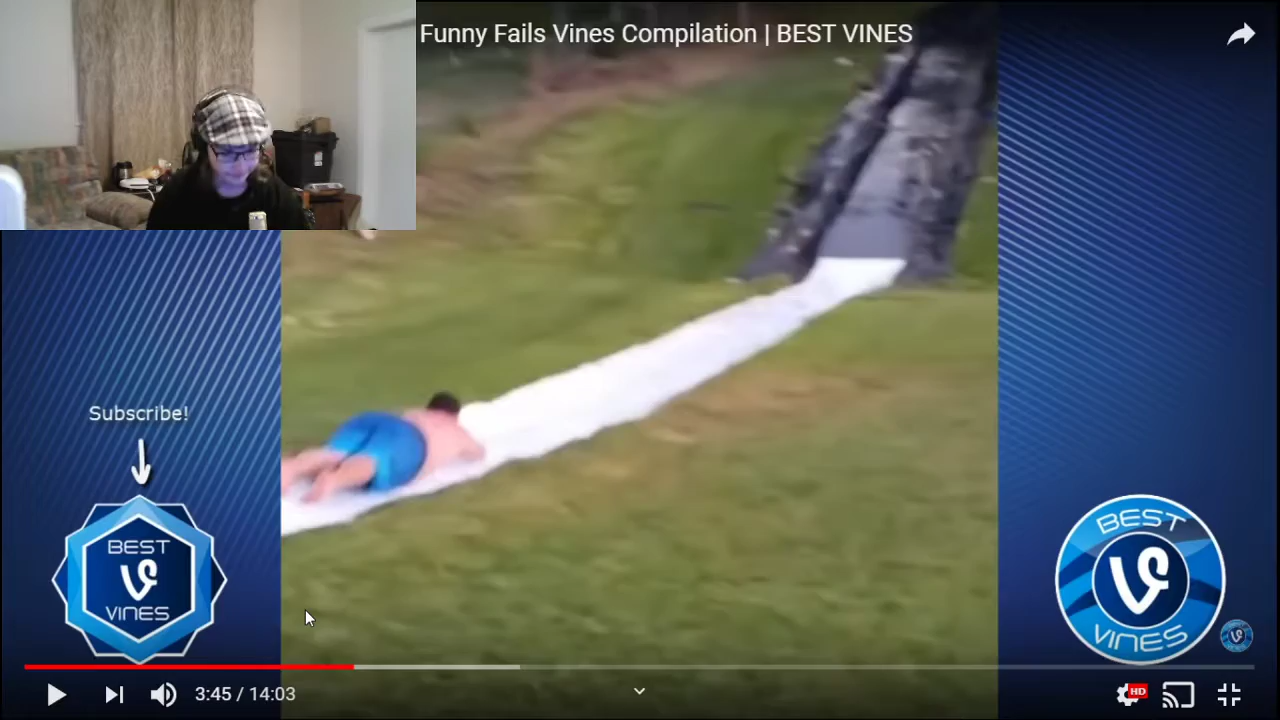 Funny Fails Vines Compilation | BEST VINES
Subscribe!
BEST
VINES
BEST
VINES
3:45 / 14:03
HD